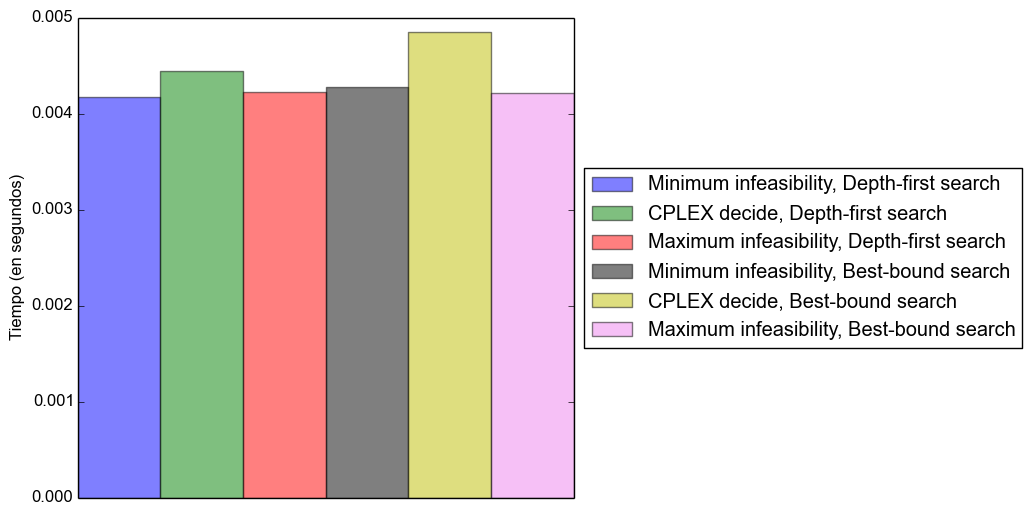 0.005
0.004
0.003
0.002
0.001
0.000
Tiempo (en segundos)
Minimum infeasibility, Depth-first search
CPLEX decide, Depth-first search
Maximum infeasibility, Depth-first search
Minimum infeasibility, Best-bound search
CPLEX decide, Best-bound search
Maximum infeasibility, Best-bound search